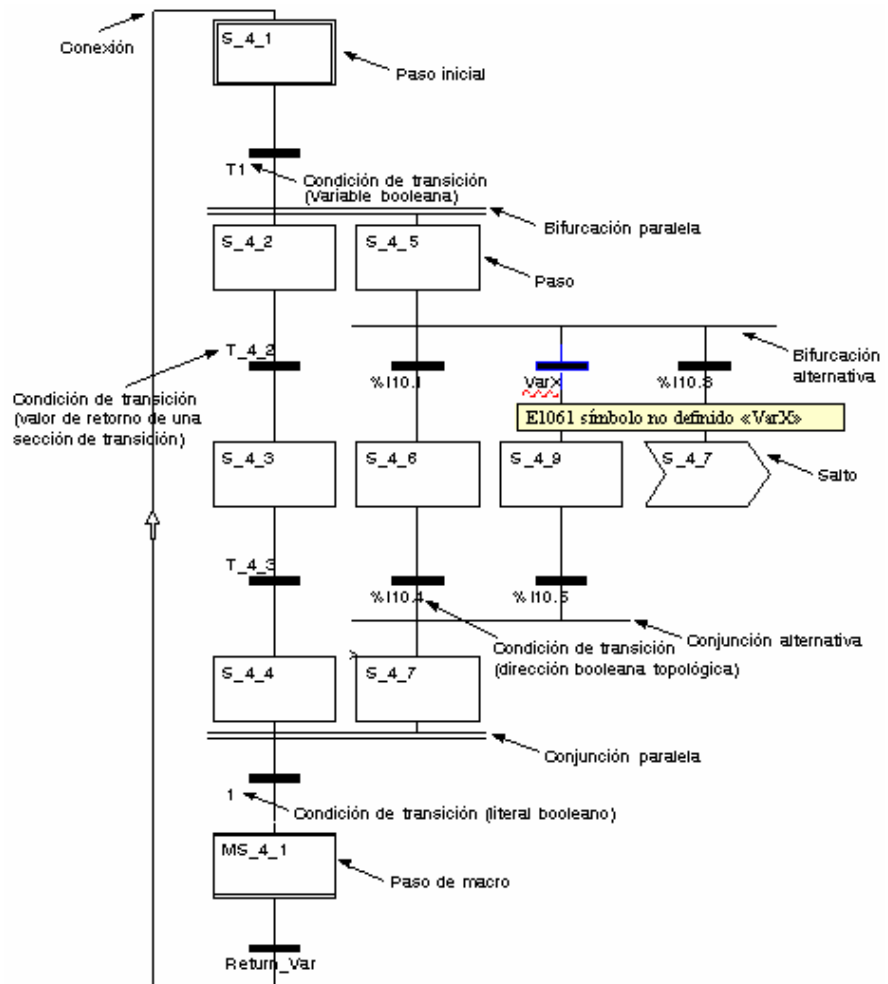 Conexión
S_4_1
Paso inicial
T1
Condición de transición
(Variable booleana)
Bifurcación paralela
S_4_2
S_4_5
Paso
T_4_2
Bifurcación
alternativa
%I10.1
VarX
%I10.3
Condición de transición
(valor de retorno de una
sección de transición)
E1061 símbolo no definido «VarX»
S_4_3
S_4_6
S_4_9
S_4_7
Salto
T_4_3
%I10.4
%I10.5
Conjunción alternativa
Condición de transición
(dirección booleana topológica)
S_4_4
S_4_7
Conjunción paralela
1
Condición de transición (literal booleano)
MS_4_1
Paso de macro
Return_Var